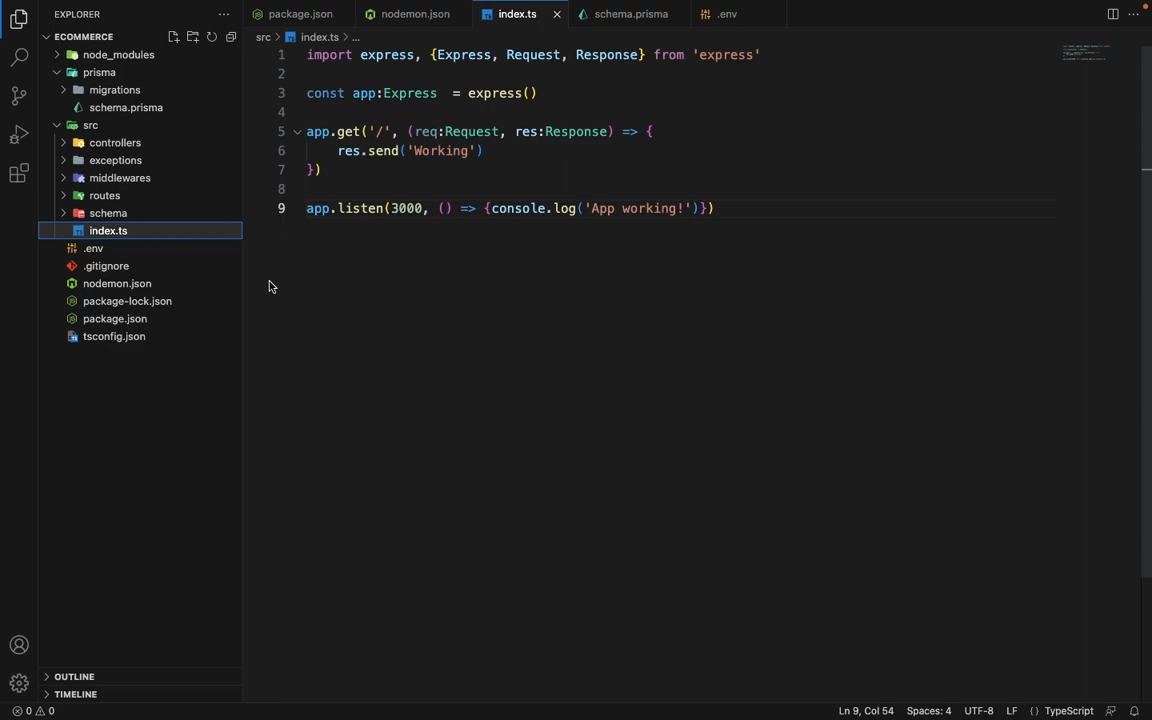 EXPLORER
package.json
nodemon.json
index.ts
schema.prisma
.env
ECOMMERCE
src > index.ts > ...
node_modules
prisma
migrations
schema.prisma
src
controllers
exceptions
middlewares
routes
schema
index.ts
.env
.gitignore
nodemon.json
package-lock.json
package.json
tsconfig.json
1 import express, {Express, Request, Response} from 'express'
2
3 const app:Express  = express()
4
5 app.get('/', (req:Request, res:Response) => {
6     res.send('Working')
7 })
8
9 app.listen(3000, () => {console.log('App working!')})
OUTLINE
TIMELINE
0 0
Ln 9, Col 54 Spaces: 4 UTF-8 LF {} TypeScript